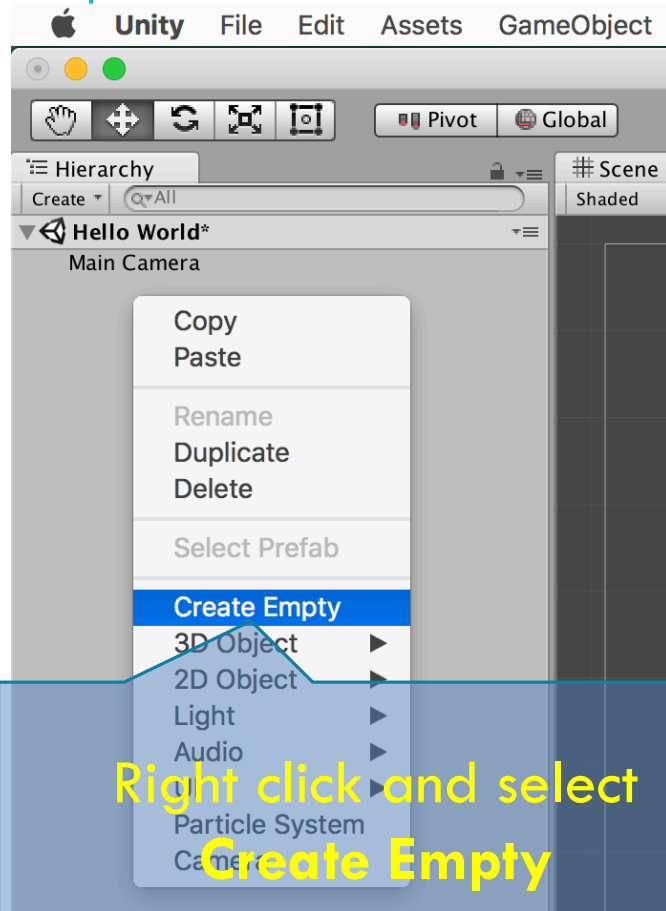 Unity File Edit Assets GameObject
Pivot Global
Hierarchy # Scene
Create All Shaded
Hello World*
Main Camera
Copy
Paste
Rename
Duplicate
Delete
Select Prefab
Create Empty
3D Object
2D Object
Light
Audio
UI
Right click and select
Particle System
Camera
Create Empty